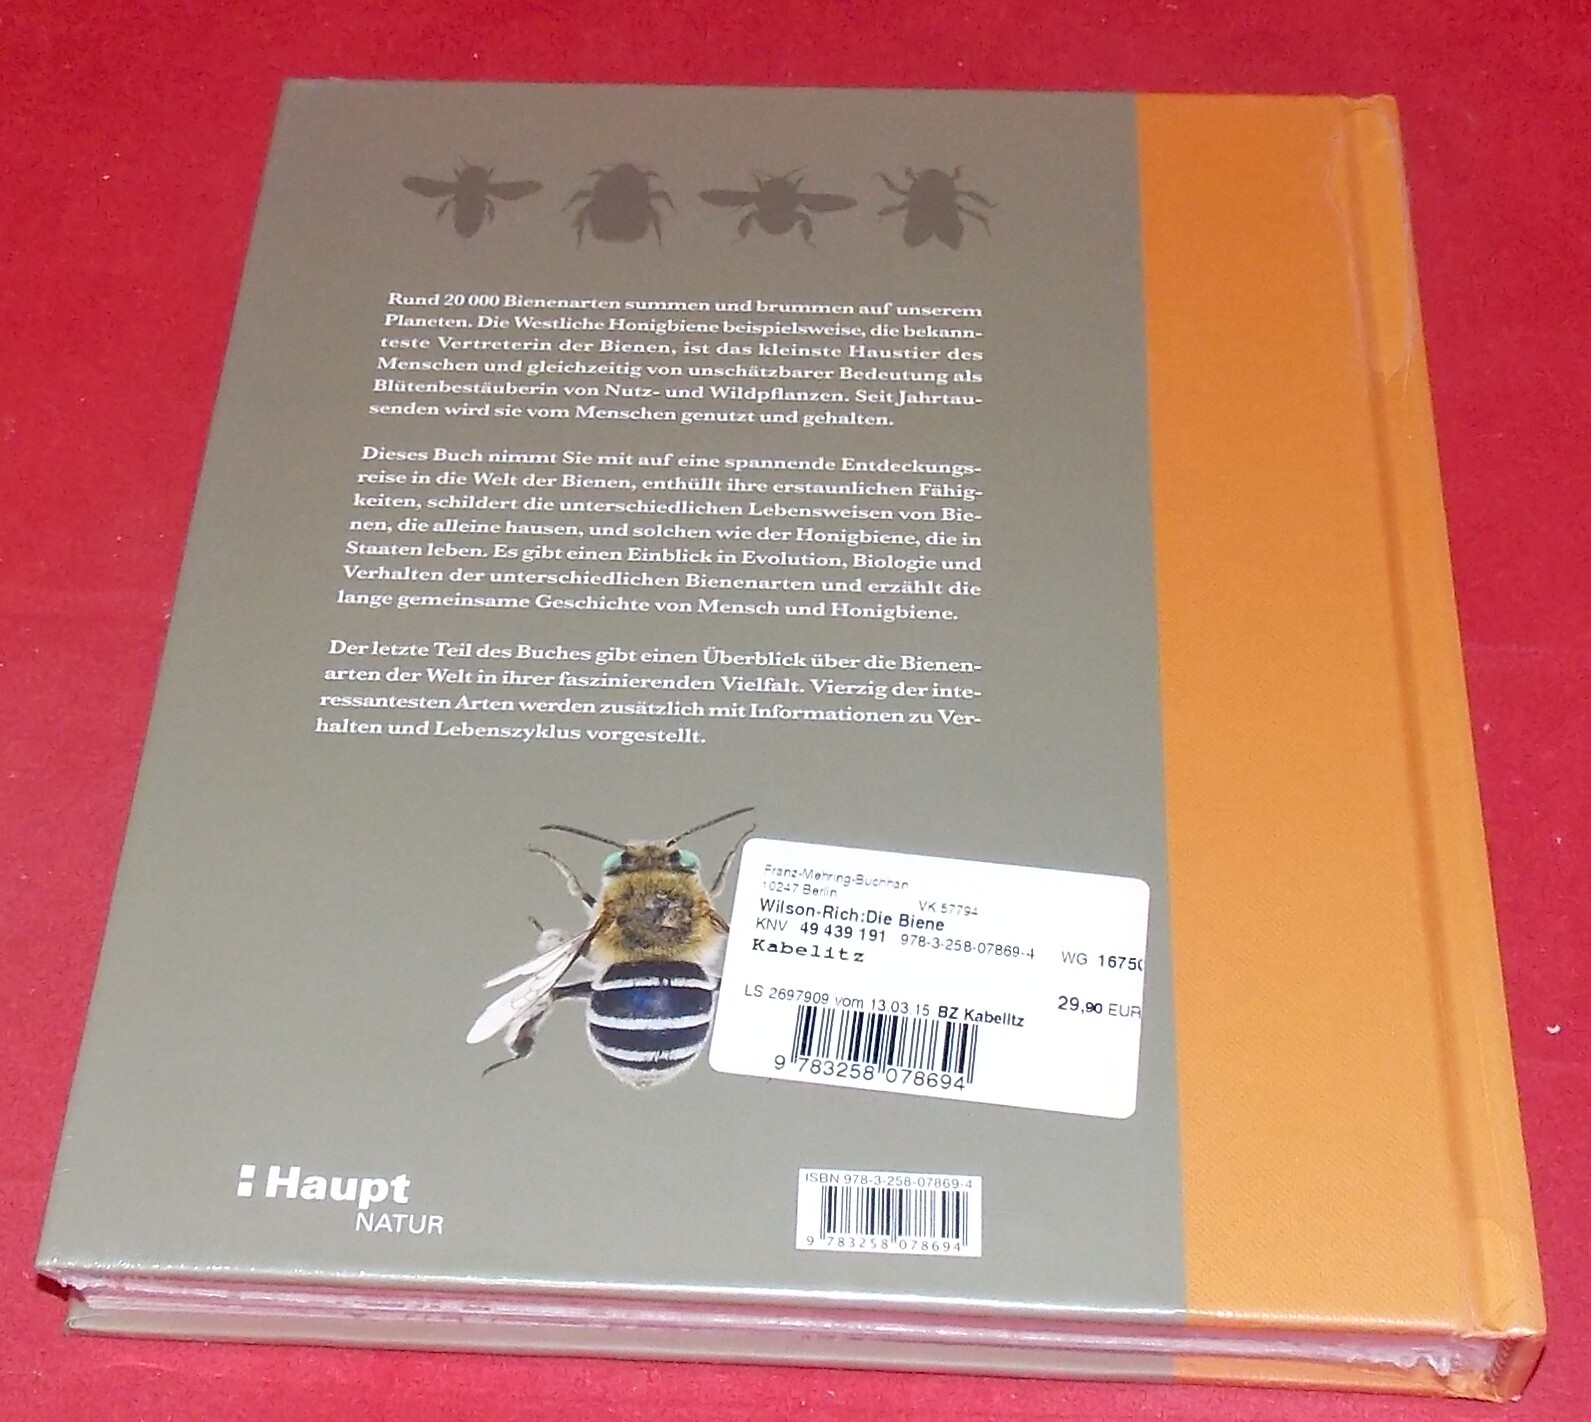 Rund 20 000 Bienenarten summen und brummen auf unserem
Planeten. Die Westliche Honigbiene beispielsweise, die bekann-
teste Vertreterin der Bienen, ist das kleinste Haustier des
Menschen und gleichzeitig von unschätzbarer Bedeutung als
Blütenbestäuberin von Nutz- und Wildpflanzen. Seit Jahrtau-
senden wird sie vom Menschen genutzt und gehalten.
Dieses Buch nimmt Sie mit auf eine spannende Entdeckungs-
reise in die Welt der Bienen, enthüllt ihre erstaunlichen Fähig-
keiten, schildert die unterschiedlichen Lebensweisen von Bie-
nen, die alleine hausen, und solchen wie der Honigbiene, die in
Staaten leben. Es gibt einen Einblick in Evolution, Biologie und
Verhalten der unterschiedlichen Bienenarten und erzählt die
lange gemeinsame Geschichte von Mensch und Honigbiene.
Der letzte Teil des Buches gibt einen Überblick über die Bienen-
arten der Welt in ihrer faszinierenden Vielfalt. Vierzig der inte-
ressantesten Arten werden zusätzlich mit Informationen zu Ver-
halten und Lebenszyklus vorgestellt.
Franz-Mehring-Buchhan
10247 Berlin
VK 57794
Wilson-Rich:Die Biene
KNV 49 439 191 978-3-258-07869-4 WG 1675
Kabelitz
29,90 EUR
LS 2697909 vom 13.03.15 BZ Kabelitz
9 783258 078694
Haupt
NATUR
ISBN 978-3-258-07869-4
9 783258 078694